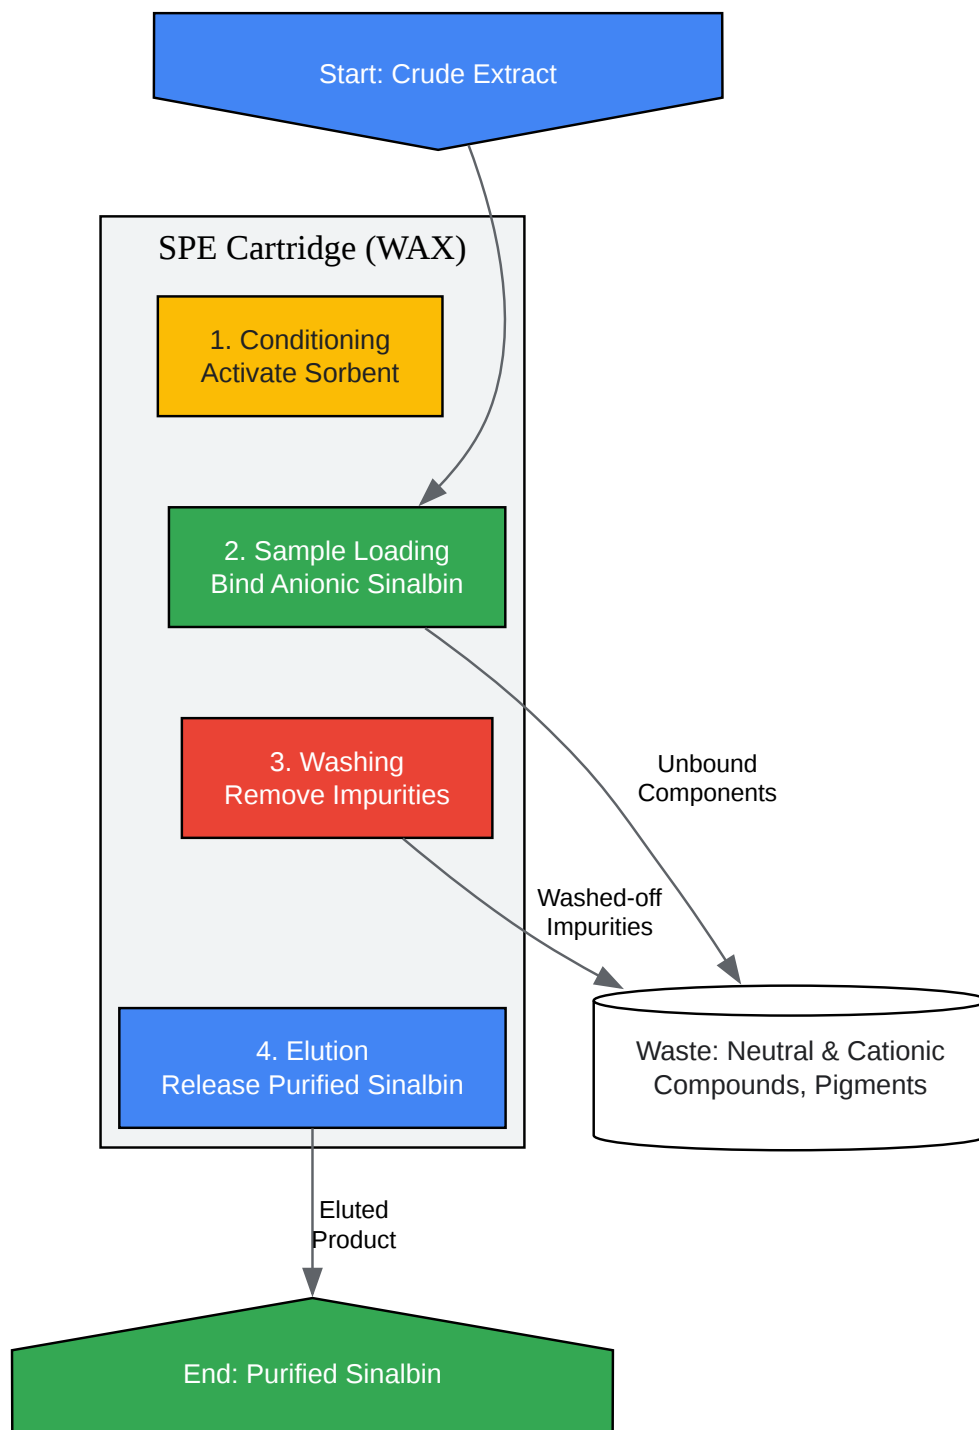 Start: Crude Extract
SPE Cartridge (WAX)
1. Conditioning
Activate Sorbent
2. Sample Loading
Bind Anionic Sinalbin
3. Washing
Remove Impurities
Unbound
Components
Washed-off
Impurities
4. Elution
Release Purified Sinalbin
Waste: Neutral & Cationic
Compounds, Pigments
Eluted
Product
End: Purified Sinalbin